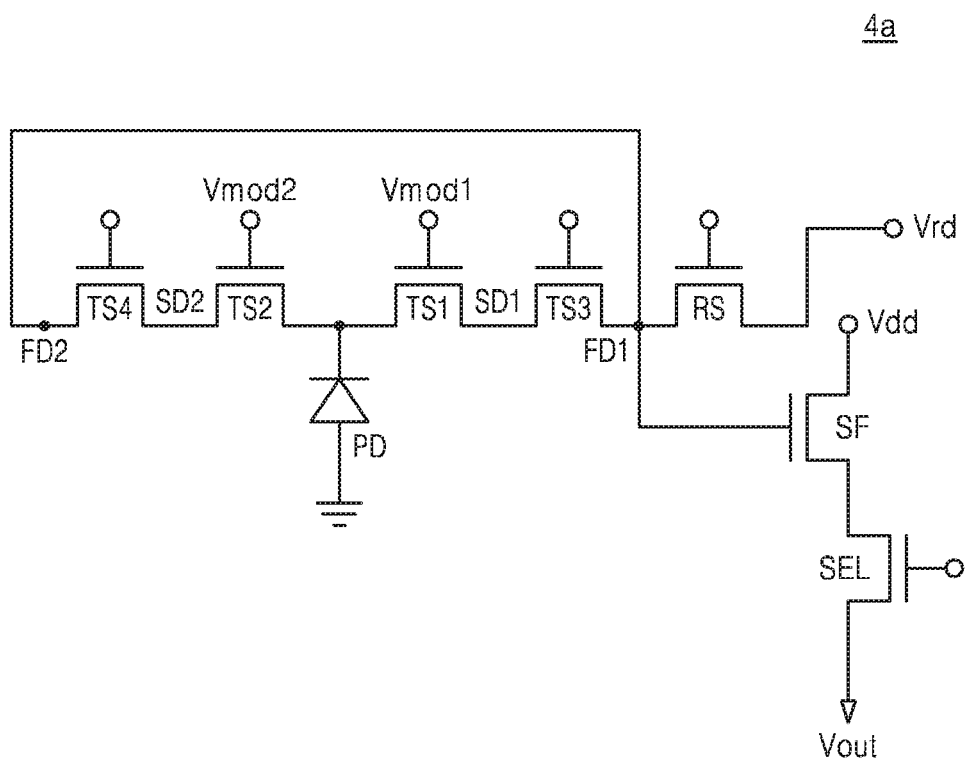 4a
Vmod2
Vmod1
Vrd
TS4
SD2
TS2
TS1
SD1
TS3
RS
Vdd
FD2
FD1
PD
SF
SEL
Vout